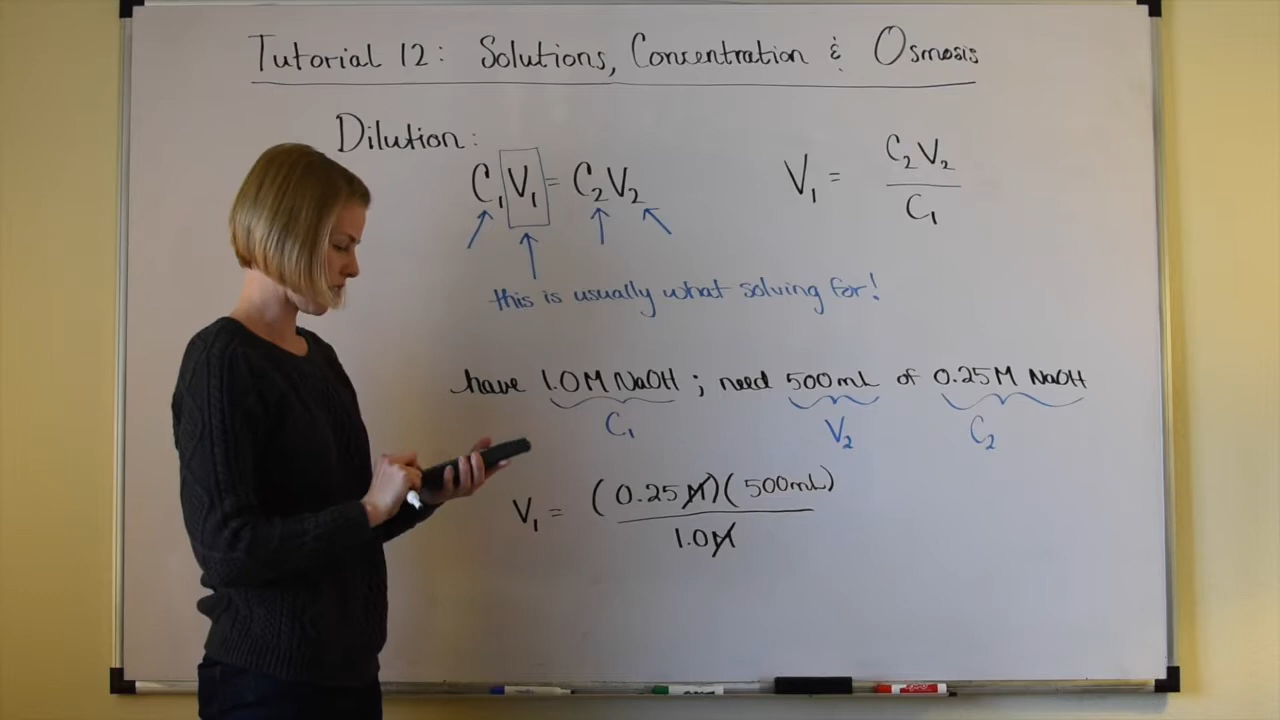 Tutorial 12: Solutions, Concentration & Osmosis
Dilution:
C₁V₁ = C₂V₂
V₁ = C₂V₂ / C₁
this is usually what solving for!
have 1.0M NaOH ; need 500mL of 0.25M NaOH
C₁ V₂ C₂
V₁ = (0.25M)(500mL) / 1.0M